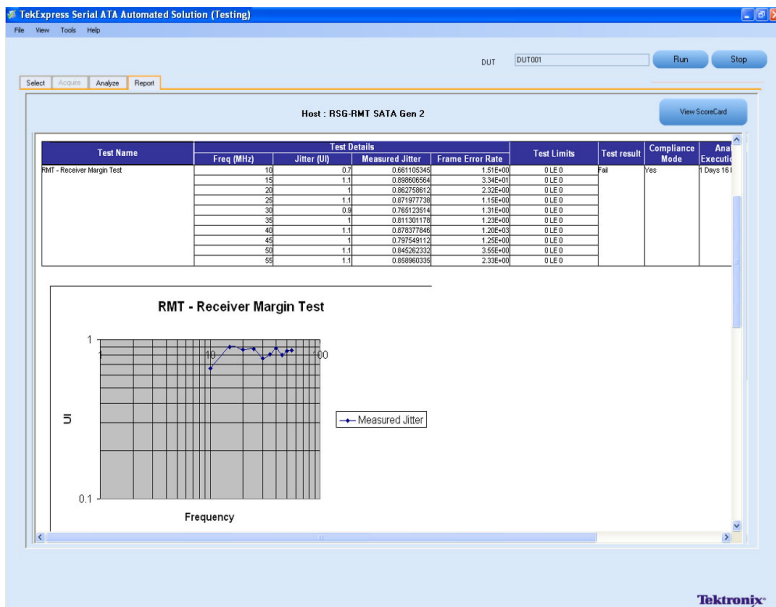 TekExpress Serial ATA Automated Solution (Testing)
File View Tools Help
DUT DUT001 Run Stop
Select Acquire Analyze Report
Host : RSG-RMT SATA Gen 2 View ScoreCard
Test Name Test Details Test Limits Test result Compliance Mode Ana Executio
Freq (MHz) Jitter (UI) Measured Jitter Frame Error Rate
RMT - Receiver Margin Test 10 0.7 0.661105345 1.51E+00 0 LE 0 Fail Yes 1 Days 16
15 1.1 0.898606564 3.34E+01 0 LE 0
20 1 0.862758612 2.32E+00 0 LE 0
25 1.1 0.871977738 1.15E+00 0 LE 0
30 0.9 0.765123514 1.31E+00 0 LE 0
35 1 0.811301178 1.23E+00 0 LE 0
40 1.1 0.878377846 1.20E+03 0 LE 0
45 1 0.797549112 1.25E+00 0 LE 0
50 1.1 0.845262332 3.55E+00 0 LE 0
55 1.1 0.858960335 2.33E+00 0 LE 0
RMT - Receiver Margin Test
1
1 10 100
UI
Measured Jitter
0.1
Frequency
Tektronix